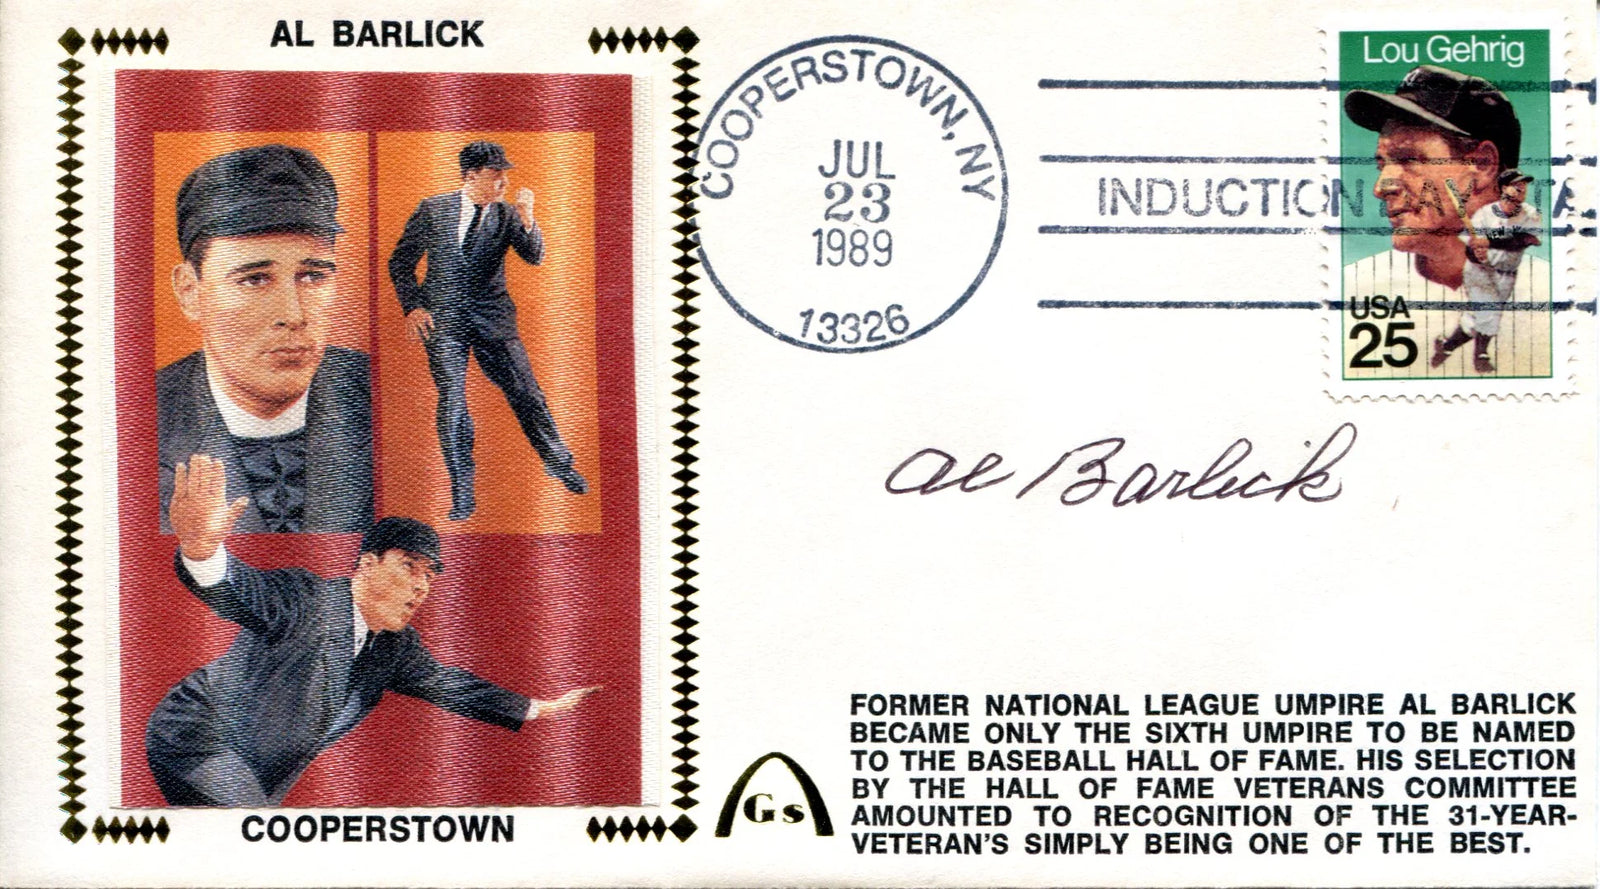 AL BARLICK
COOPERSTOWN, NY
JUL
23
1989
13326
INDUCTION DAY STA
Lou Gehrig
USA
25
Al Barlick
FORMER NATIONAL LEAGUE UMPIRE AL BARLICK
BECAME ONLY THE SIXTH UMPIRE TO BE NAMED
TO THE BASEBALL HALL OF FAME. HIS SELECTION
BY THE HALL OF FAME VETERANS COMMITTEE
AMOUNTED TO RECOGNITION OF THE 31-YEAR-
VETERAN'S SIMPLY BEING ONE OF THE BEST.
Gs
COOPERSTOWN